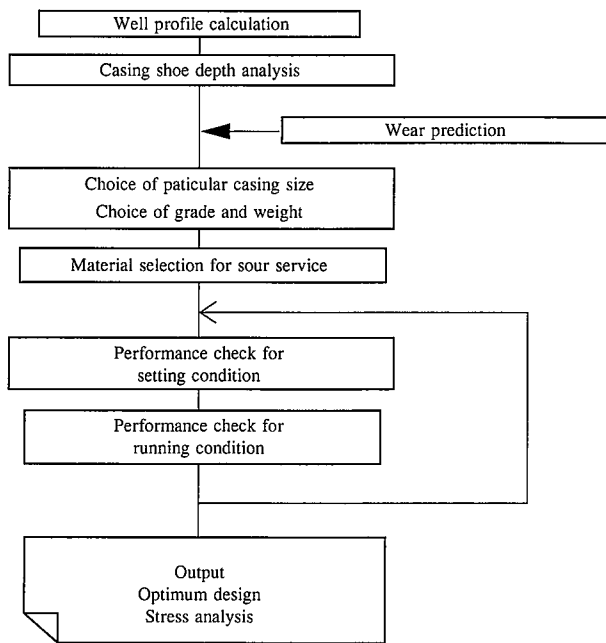 Well profile calculation
Casing shoe depth analysis
Wear prediction
Choice of paticular casing size
Choice of grade and weight
Material selection for sour service
Performance check for
setting condition
Performance check for
running condition
Output
Optimum design
Stress analysis